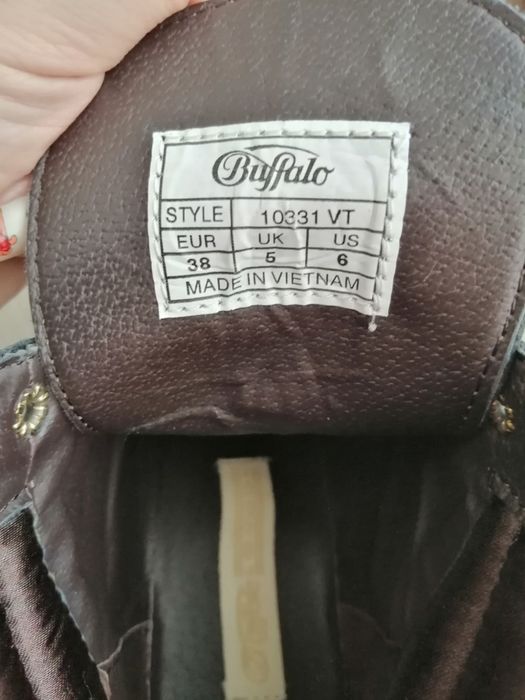 Buffalo
STYLE 10331 VT
EUR UK US
38 5 6
MADE IN VIETNAM